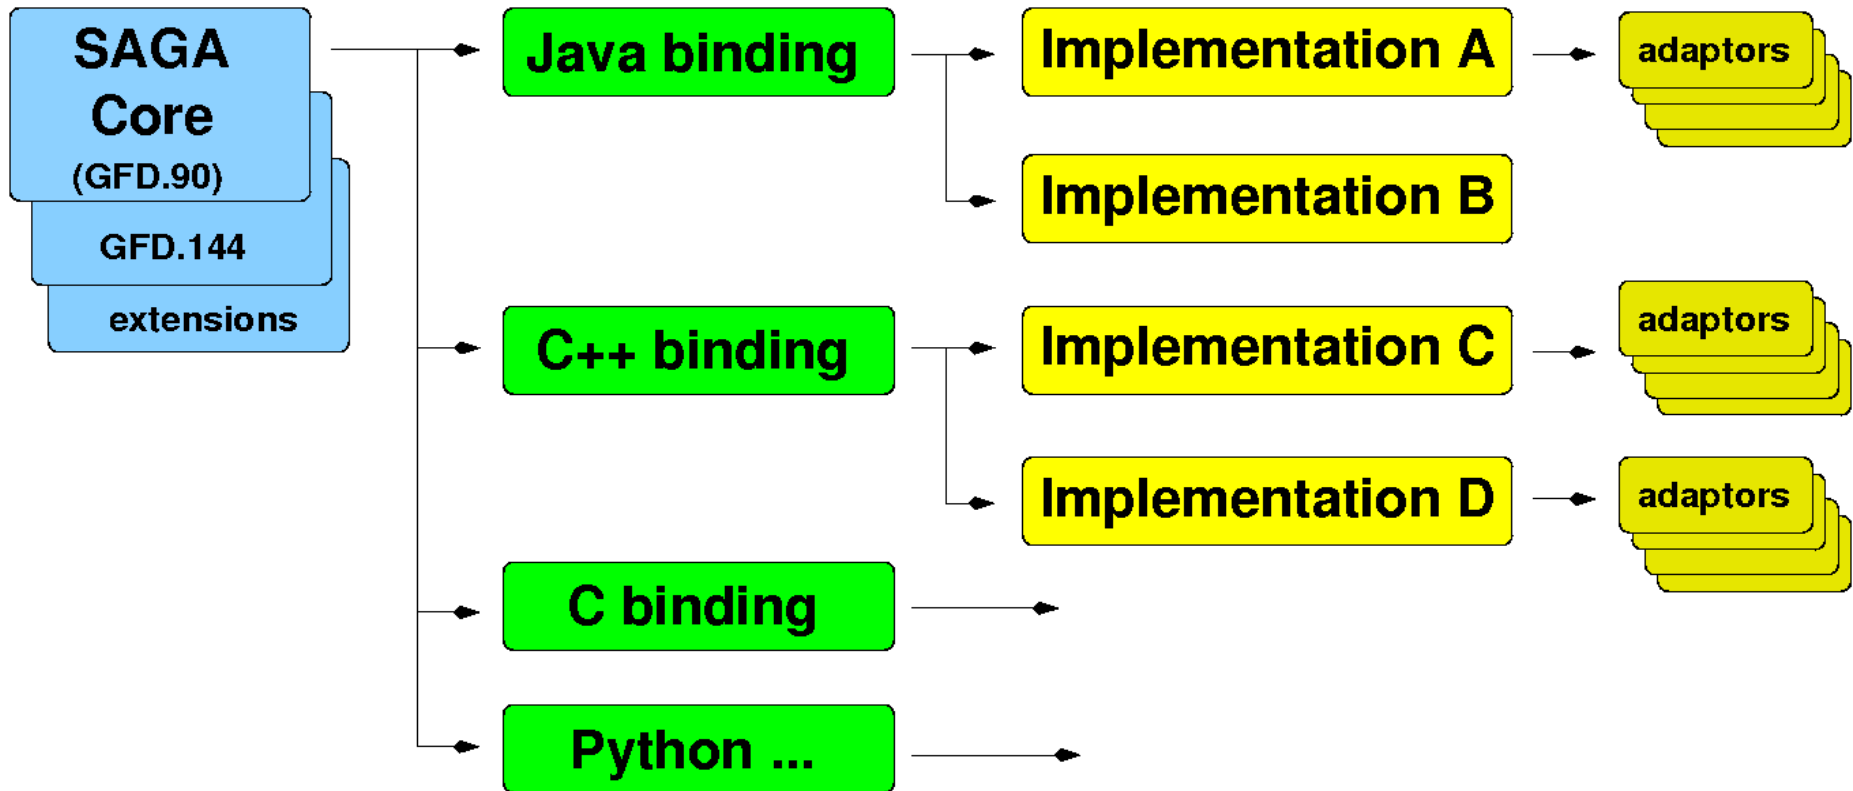 SAGA
Core
(GFD.90)
GFD.144
extensions
Java binding
Implementation A
adaptors
Implementation B
C++ binding
Implementation C
adaptors
Implementation D
adaptors
C binding
Python ...